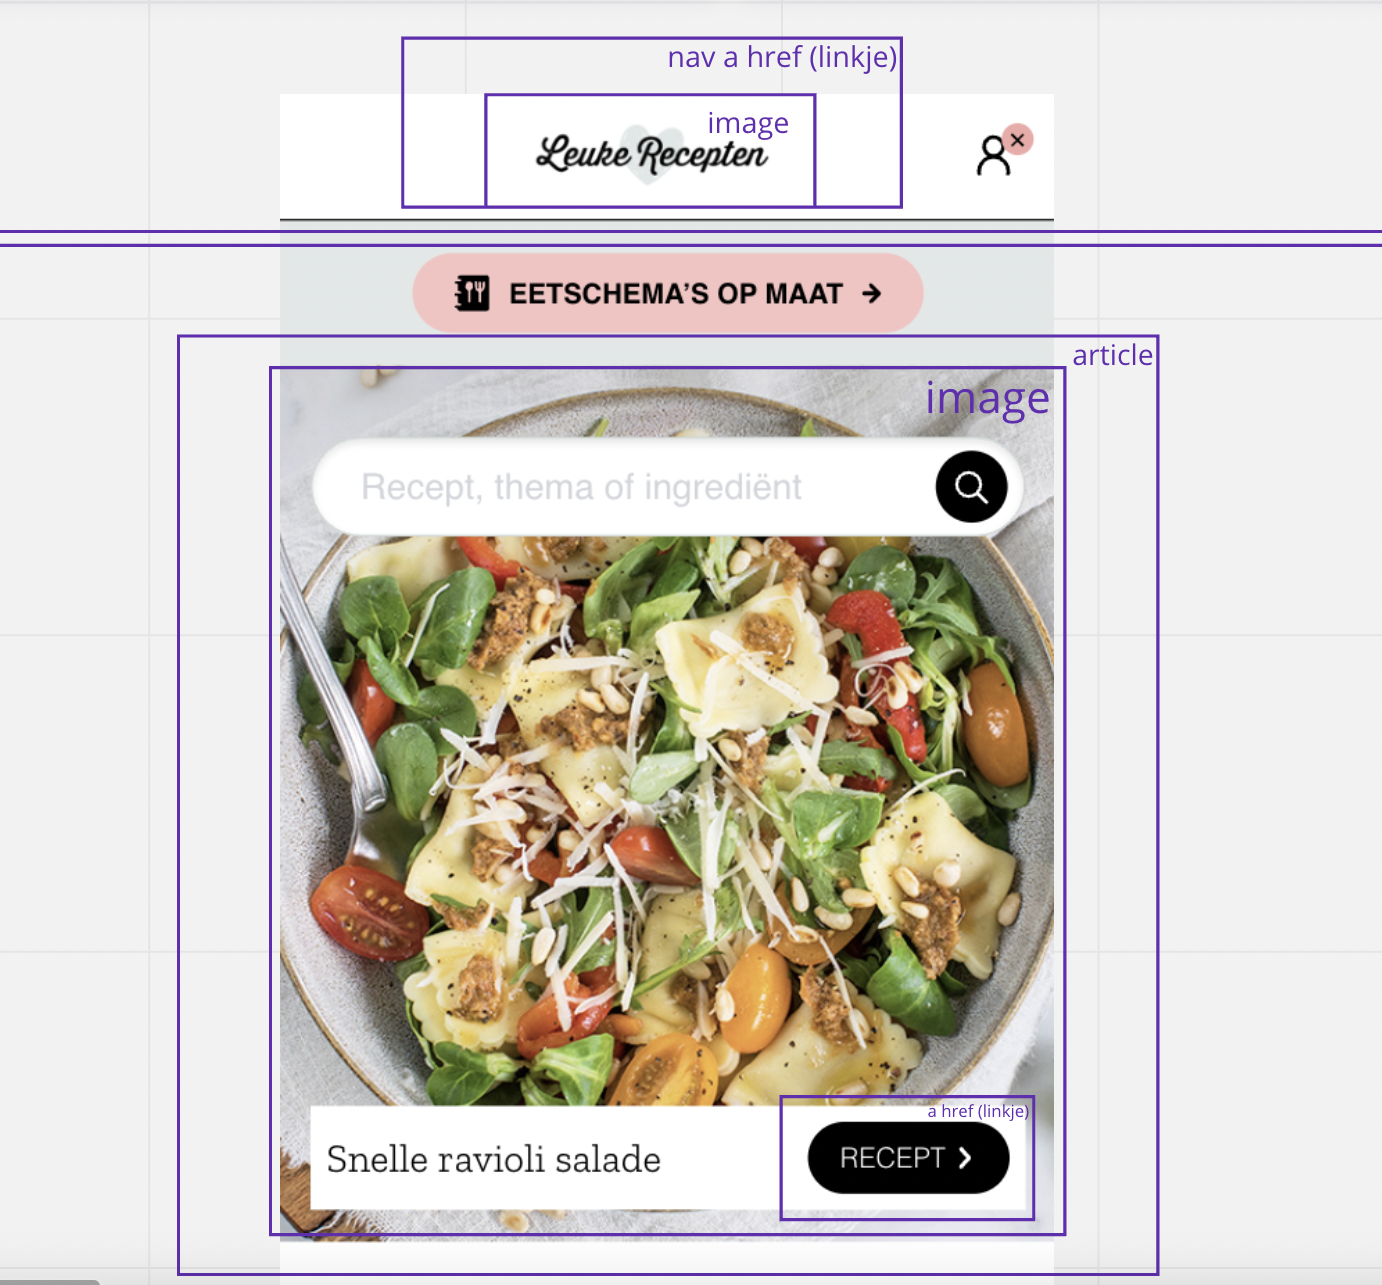 nav a href (linkje)
image
Leuke Recepten
EETSCHEMA'S OP MAAT
article
image
Recept, thema of ingrediënt
a href (linkje)
Snelle ravioli salade
RECEPT